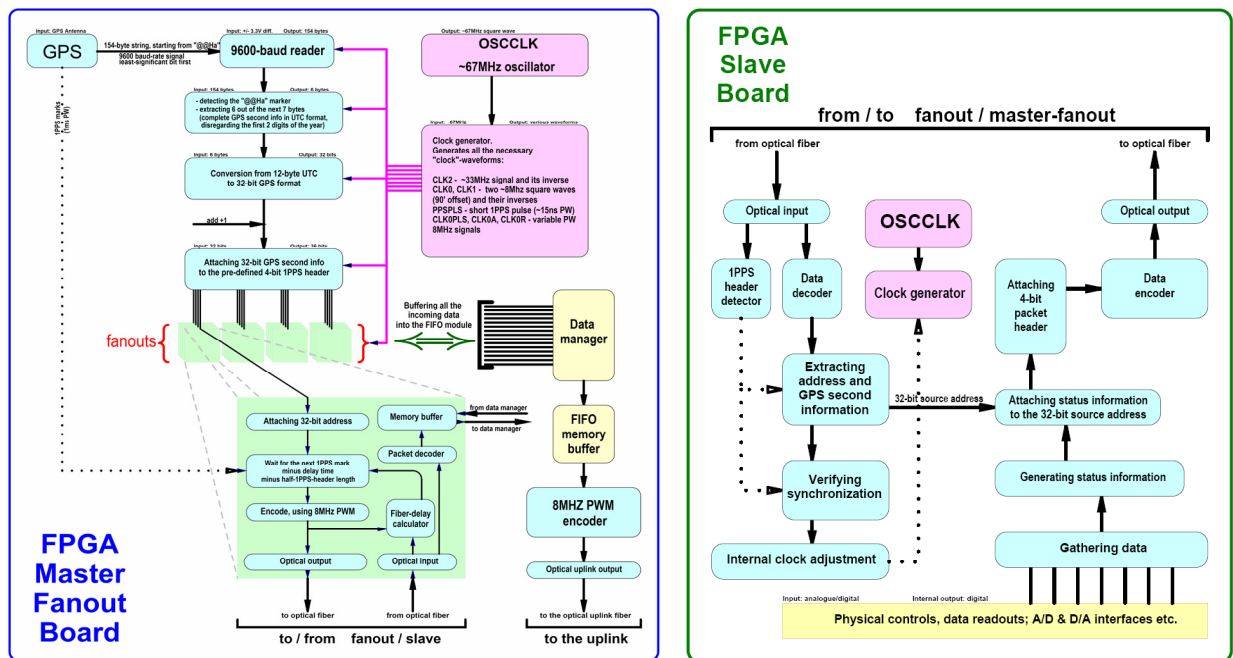 Input: GPS Antenna
GPS
154-byte string, starting from "@@Ha"
9600 baud-rate signal
least-significant bit first
1PPS marks
(1ms PW)
Input: +/- 3.3V diff. Output: 154 bytes
9600-baud reader
Input: 154 bytes Output: 6 bytes
- detecting the "@@Ha" marker
- extracting 6 out of the next 7 bytes
(complete GPS second info in UTC format,
disregarding the first 2 digits of the year)
Input: 8 bytes Output: 32 bits
Conversion from 12-byte UTC
to 32-bit GPS format
add +1
Input: 32 bits Output: 36 bits
Attaching 32-bit GPS second info
to the pre-defined 4-bit 1PPS header
fanouts
Output: ~67MHz square wave
OSCCLK
~67MHz oscillator
Input: ~67MHz Output: various waveforms
Clock generator.
Generates all the necessary
"clock"-waveforms:
CLK2 - ~33MHz signal and its inverse
CLK0, CLK1 - two ~8Mhz square waves
(90' offset) and their inverses
PPSPLS - short 1PPS pulse (~15ns PW)
CLK0PLS, CLK0A, CLK0R - variable PW
8MHz signals
Buffering all the
incoming data
into the FIFO module
Data
manager
FIFO
memory
buffer
8MHZ PWM
encoder
Optical uplink output
to the optical uplink fiber
to the uplink
Attaching 32-bit address
Memory buffer
from data manager
to data manager
Packet decoder
Wait for the next 1PPS mark
minus delay time
minus half-1PPS-header length
Encode, using 8MHz PWM
Fiber-delay
calculator
Optical output
Optical input
to optical fiber
from optical fiber
to / from fanout / slave
FPGA
Master
Fanout
Board
FPGA
Slave
Board
from / to fanout / master-fanout
from optical fiber
to optical fiber
Optical input
Optical output
OSCCLK
1PPS
header
detector
Data
decoder
Clock generator
Attaching
4-bit
packet
header
Data
encoder
Extracting
address and
GPS second
information
32-bit source address
Attaching status information
to the 32-bit source address
Verifying
synchronization
Generating status information
Internal clock adjustment
Gathering data
Input: analogue/digital Internal output: digital
Physical controls, data readouts; A/D & D/A interfaces etc.